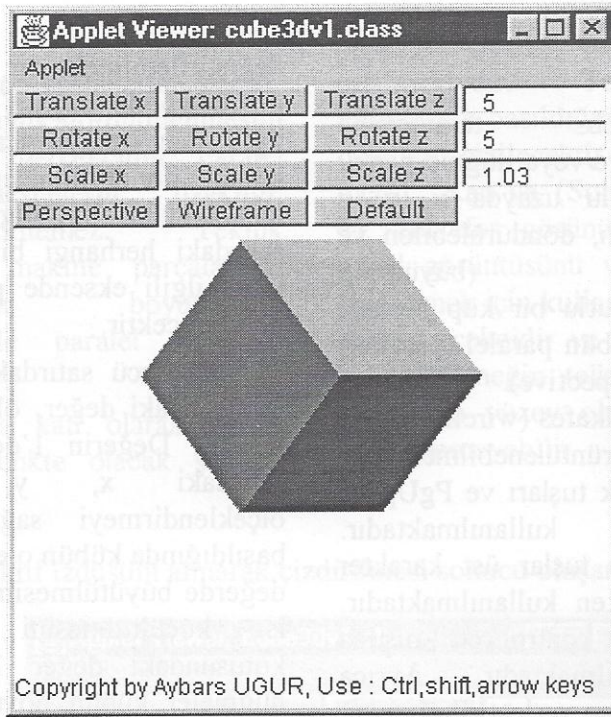 Applet Viewer: cube3dv1.class
Applet
Translate x Translate y Translate z 5
Rotate x Rotate y Rotate z 5
Scale x Scale y Scale z 1.03
Perspective Wireframe Default
Copyright by Aybars UGUR, Use : Ctrl,shift,arrow keys